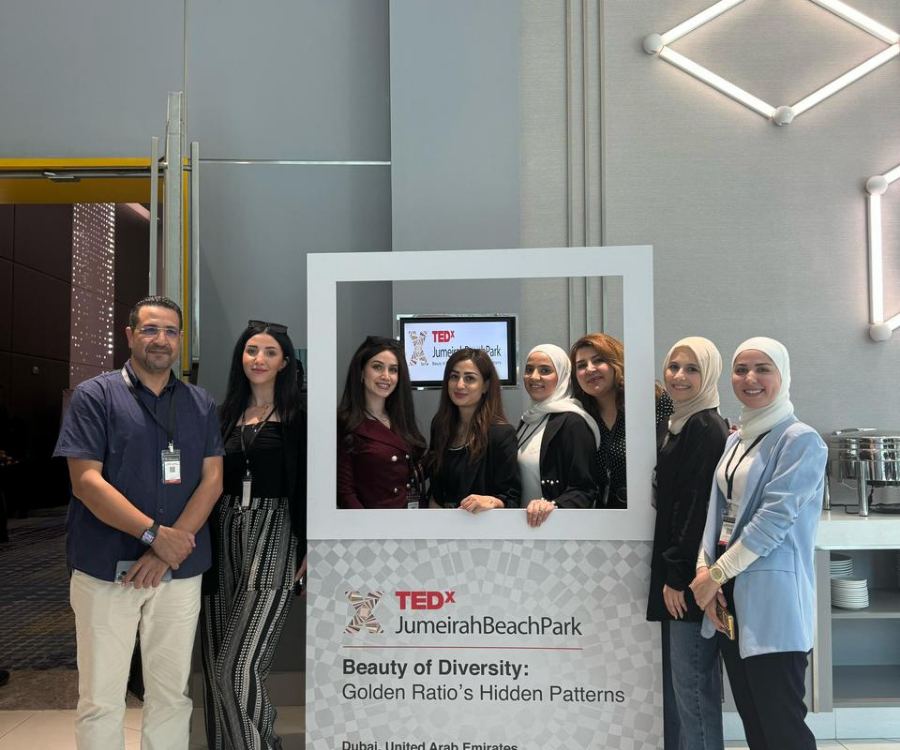 TEDx
JumeirahBeachPark
TEDx
JumeirahBeachPark
Beauty of Diversity:
Golden Ratio's Hidden Patterns
Dubai, United Arab Emirates